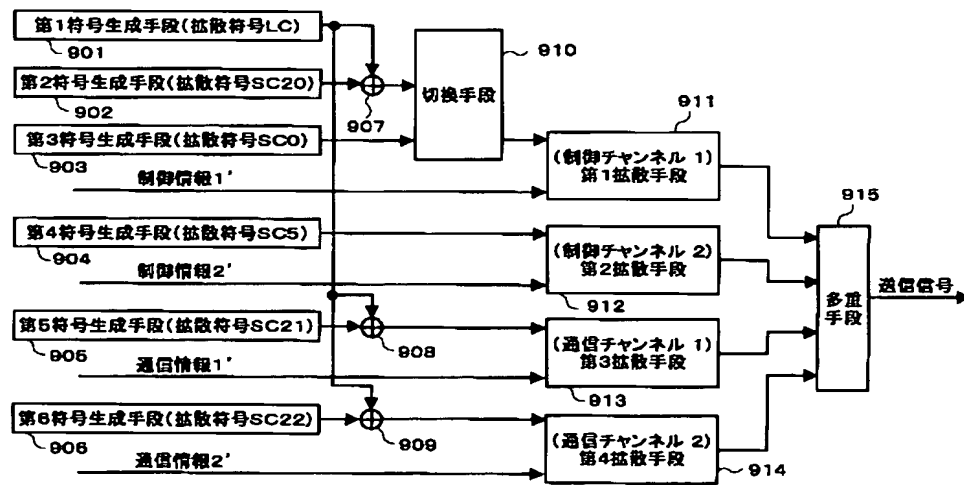 第1符号生成手段(拡散符号LC)
901
第2符号生成手段(拡散符号SC20)
902
907
第3符号生成手段(拡散符号SC0)
903
切換手段
910
制御情報1'
911
(制御チャンネル 1)
第1拡散手段
第4符号生成手段(拡散符号SC5)
904
制御情報2'
(制御チャンネル 2)
第2拡散手段
912
第5符号生成手段(拡散符号SC21)
905
908
通信情報1'
(通信チャンネル 1)
第3拡散手段
913
第6符号生成手段(拡散符号SC22)
906
909
通信情報2'
(通信チャンネル 2)
第4拡散手段
914
915
多重
手段
送信信号